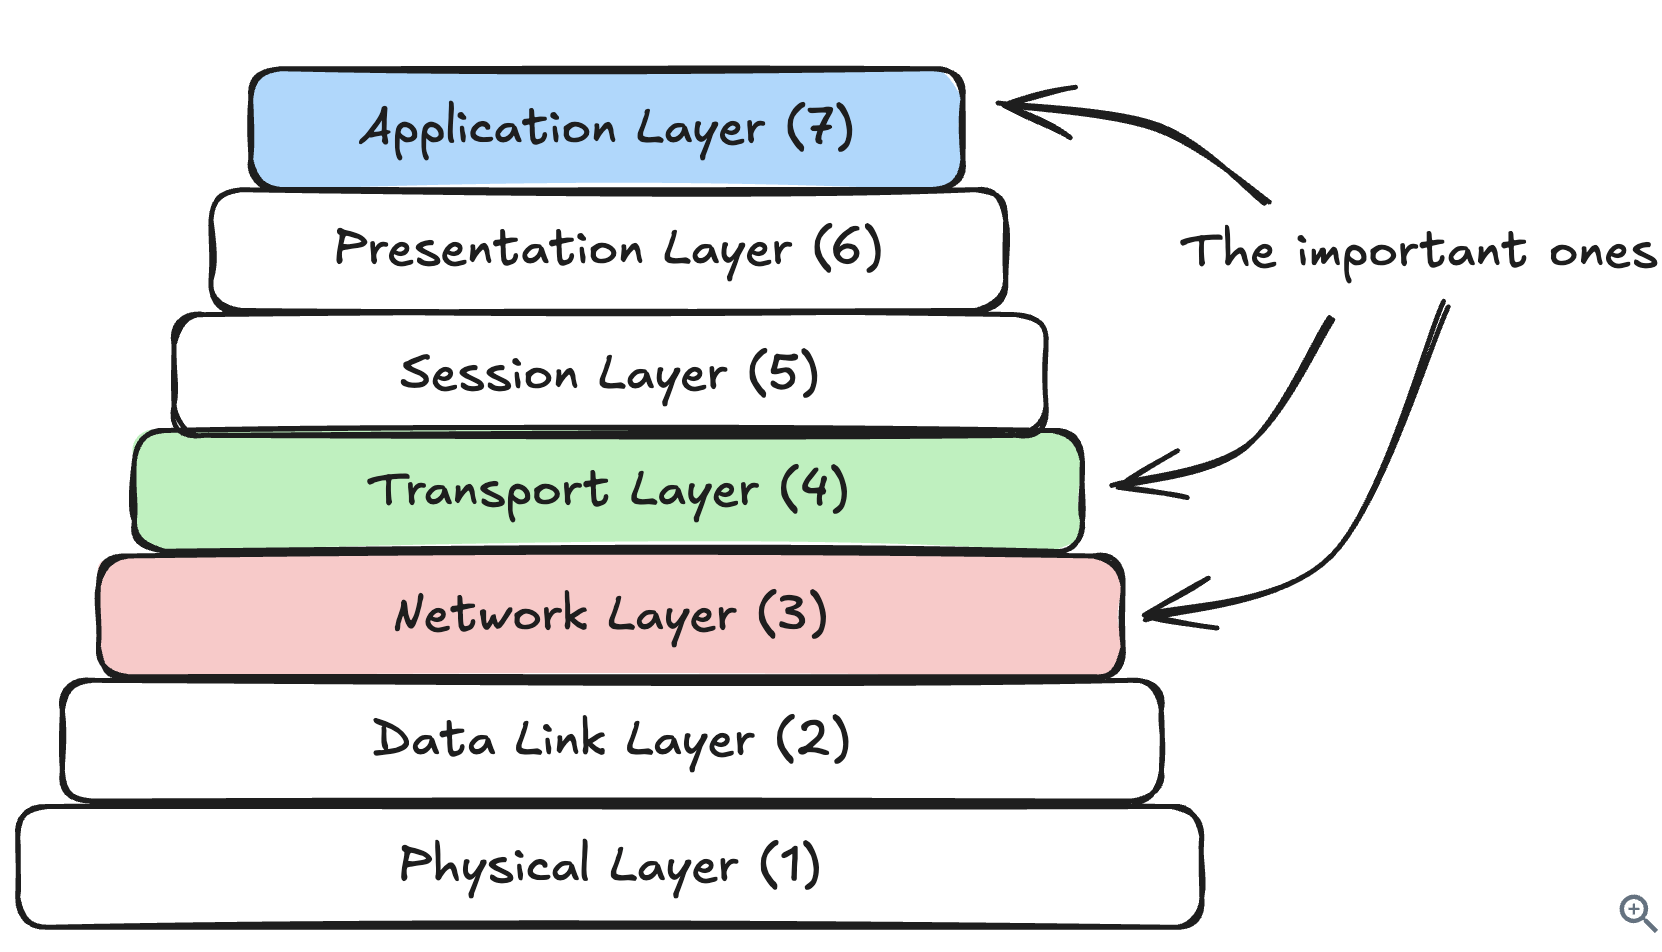 Application Layer (7)
Presentation Layer (6)
The important ones
Session Layer (5)
Transport Layer (4)
Network Layer (3)
Data Link Layer (2)
Physical Layer (1)